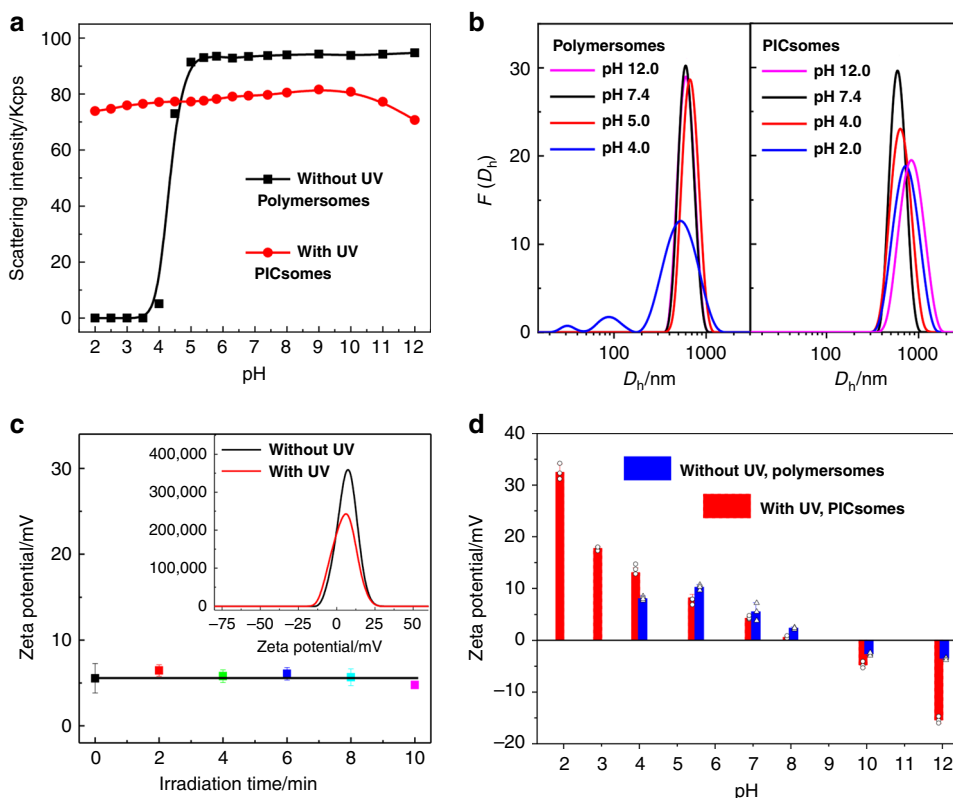 a
Scattering intensity/Kcps
100
80
60
40
20
0
Without UV
Polymersomes
With UV
PICsomes
2 3 4 5 6 7 8 9 10 11 12
pH
b
F (Dh)
30
20
10
0
Polymersomes
pH 12.0
pH 7.4
pH 5.0
pH 4.0
PICsomes
pH 12.0
pH 7.4
pH 4.0
pH 2.0
100 1000 100 1000
Dh/nm Dh/nm
c
Zeta potential/mV
30
20
10
0
400,000
300,000
200,000
100,000
0
Without UV
With UV
−75 −50 −25 0 25 50
Zeta potential/mV
0 2 4 6 8 10
Irradiation time/min
d
Zeta potential/mV
40
30
20
10
0
−10
−20
Without UV, polymersomes
With UV, PICsomes
2 3 4 5 6 7 8 9 10 11 12
pH